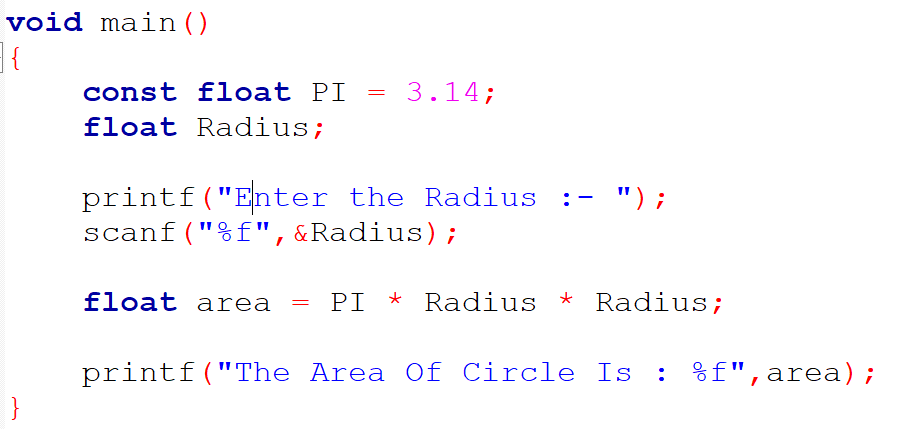 void main()
{
const float PI = 3.14;
float Radius;
printf("Enter the Radius :- ");
scanf("%f",&Radius);
float area = PI * Radius * Radius;
printf("The Area Of Circle Is : %f",area);
}